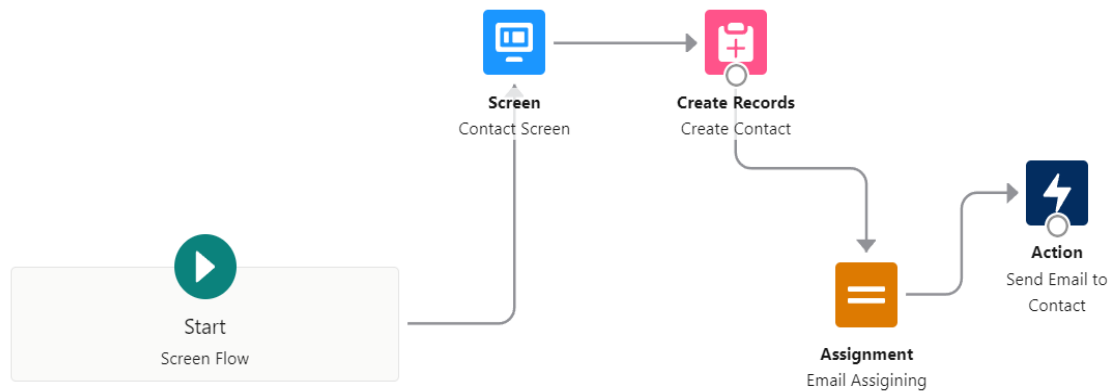 Screen
Contact Screen
Create Records
Create Contact
Action
Send Email to
Contact
Start
Screen Flow
Assignment
Email Assigining